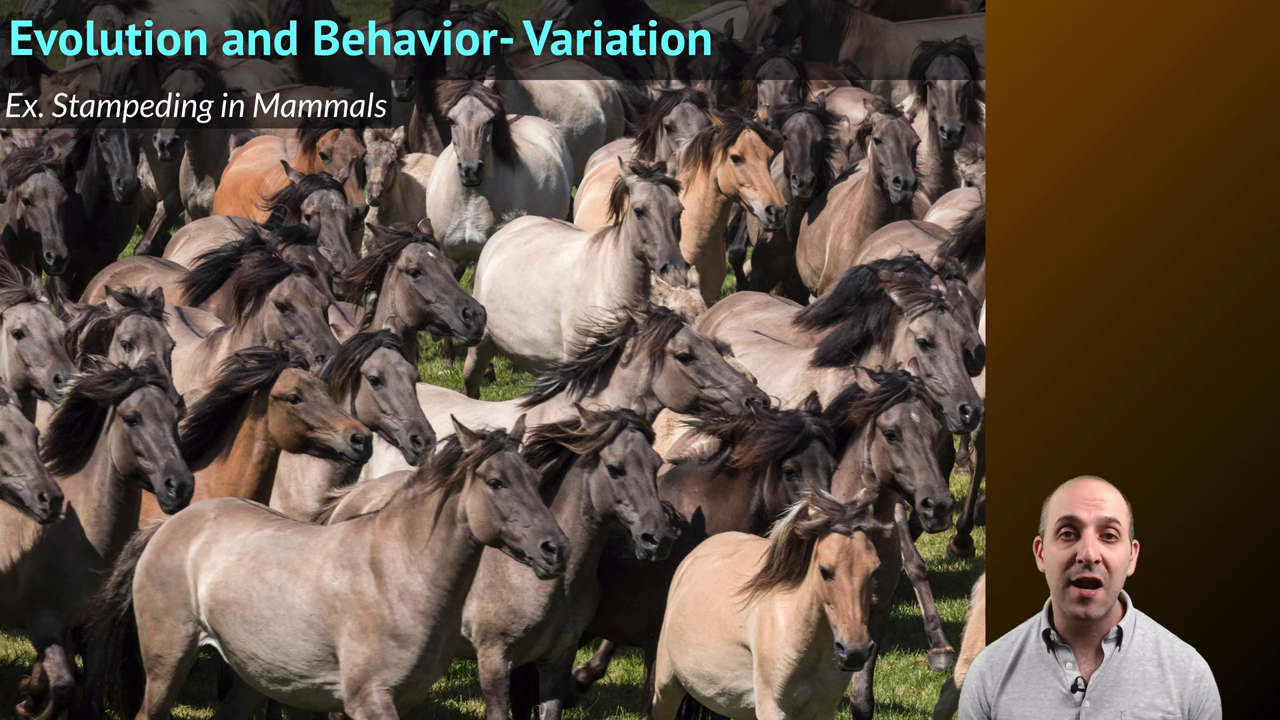 Evolution and Behavior- Variation
Ex. Stampeding in Mammals